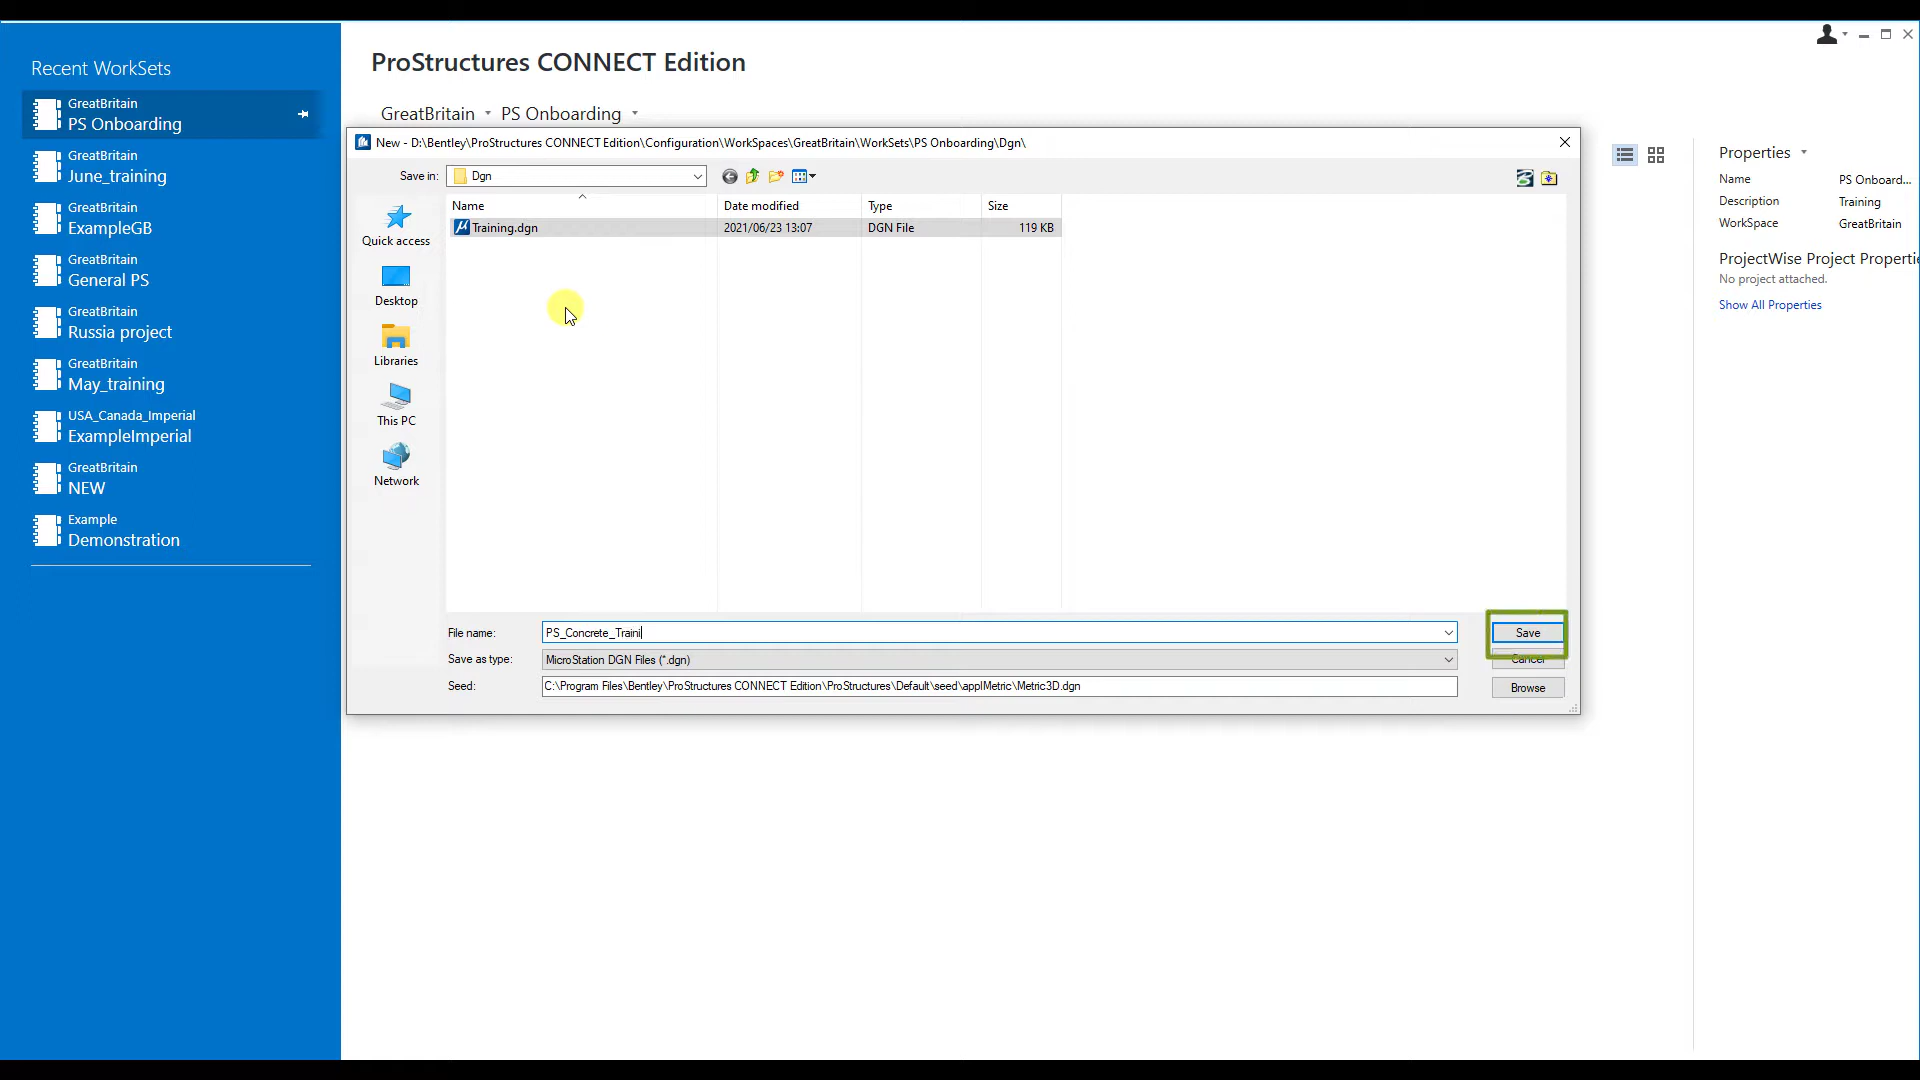 Recent WorkSets
GreatBritain
PS Onboarding
GreatBritain
June_training
GreatBritain
ExampleGB
GreatBritain
General PS
GreatBritain
Russia project
GreatBritain
May_training
USA_Canada_Imperial
ExampleImperial
GreatBritain
NEW
Example
Demonstration
ProStructures CONNECT Edition
GreatBritain PS Onboarding
New - D:\Bentley\ProStructures CONNECT Edition\Configuration\WorkSpaces\GreatBritain\WorkSets\PS Onboarding\Dgn\
Save in: Dgn
Quick access
Desktop
Libraries
This PC
Network
Name Date modified Type Size
Training.dgn 2021/06/23 13:07 DGN File 119 KB
File name: PS_Concrete_Traini Save
Save as type: MicroStation DGN Files (*.dgn) Cancel
Seed: C:\Program Files\Bentley\ProStructures CONNECT Edition\ProStructures\Default\seed\applMetric\Metric3D.dgn Browse
Properties
Name PS Onboard...
Description Training
WorkSpace GreatBritain
ProjectWise Project Properti
No project attached.
Show All Properties